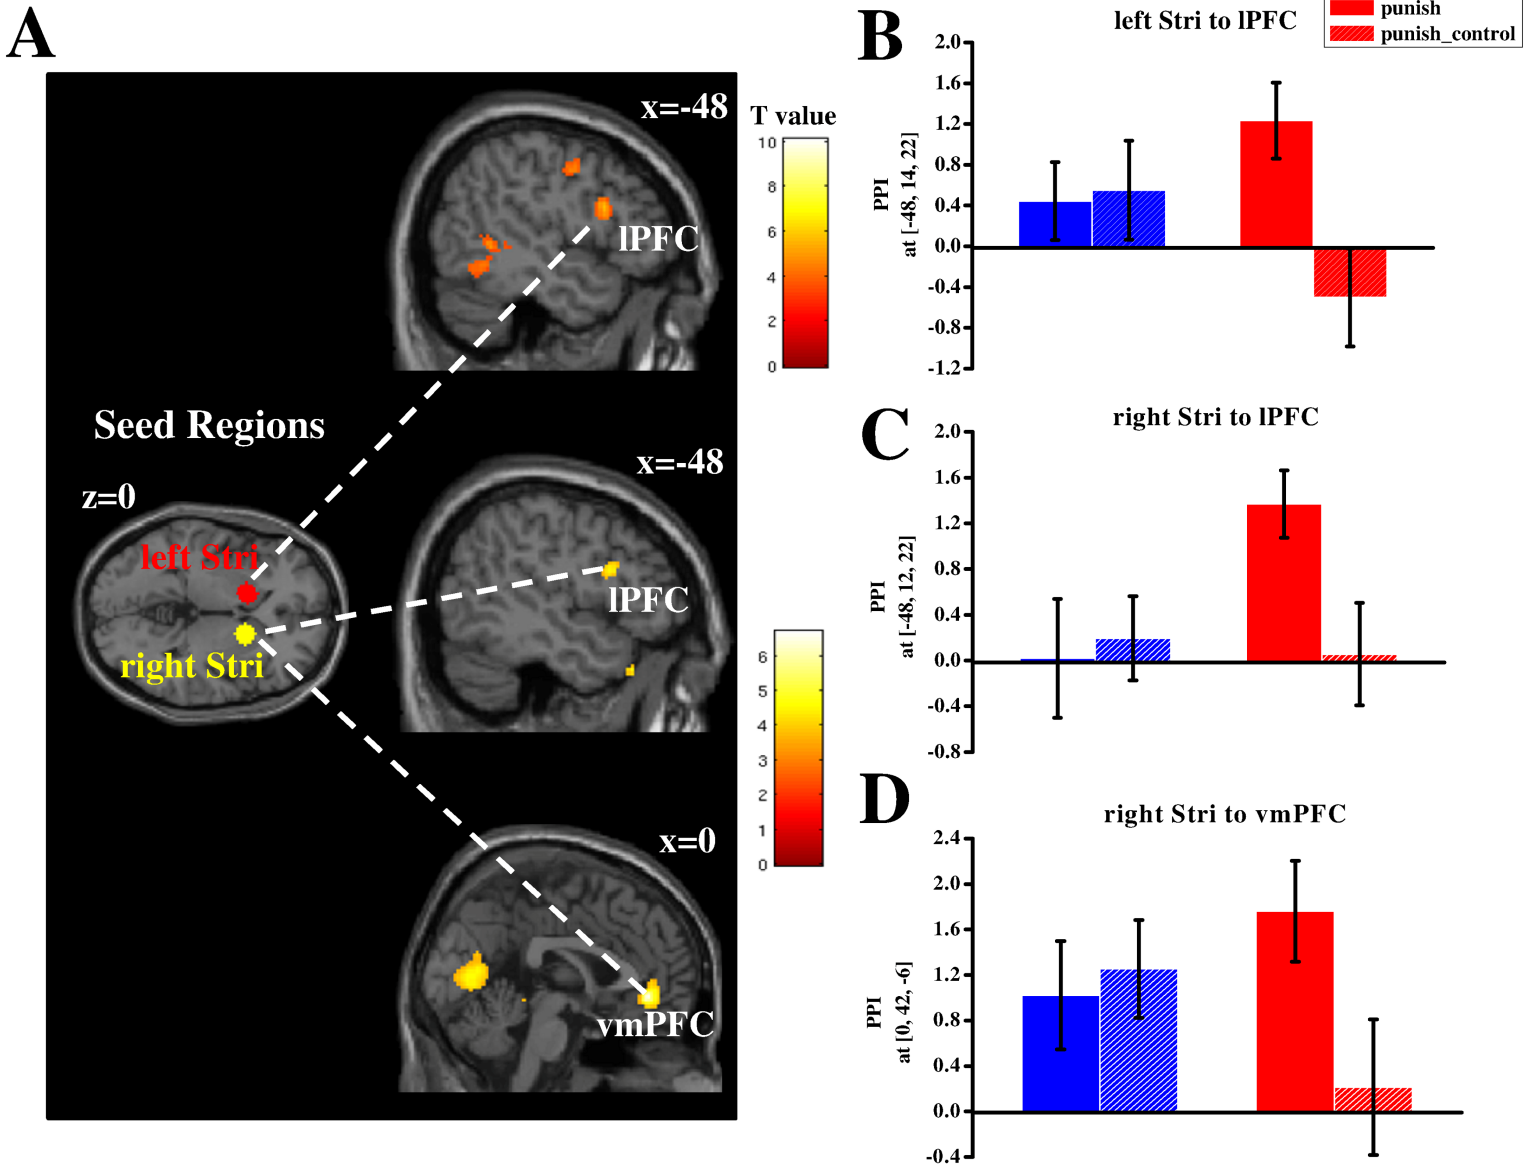 A
x=-48
T value
10
8
6
4
2
0
lPFC
Seed Regions
z=0
left Stri
right Stri
x=-48
lPFC
6
5
4
3
2
1
0
x=0
vmPFC
B
left Stri to lPFC
punish
punish_control
2.0
1.6
1.2
0.8
0.4
0.0
-0.4
-0.8
-1.2
PPI
at [-48, 14, 22]
C
right Stri to lPFC
2.0
1.6
1.2
0.8
0.4
0.0
-0.4
-0.8
PPI
at [-48, 12, 22]
D
right Stri to vmPFC
2.4
2.0
1.6
1.2
0.8
0.4
0.0
-0.4
PPI
at [0, 42, -6]